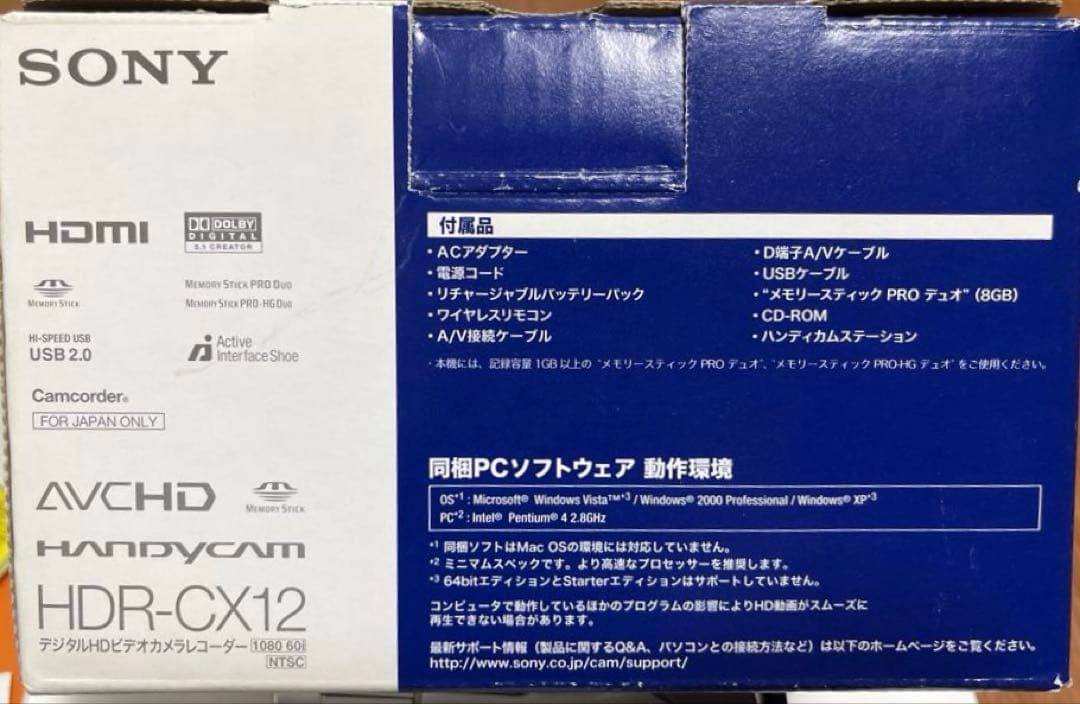 SONY
HDMI
DOLBY
DIGITAL
5.1 CREATOR
MEMORY STICK
MEMORY STICK PRO DUO
MEMORY STICK PRO-HG DUO
HI-SPEED USB
USB 2.0
Active
Interface Shoe
Camcorder®
FOR JAPAN ONLY
AVCHD
MEMORY STICK
HANDYCAM
HDR-CX12
デジタルHDビデオカメラレコーダー 1080 60i
NTSC
付属品
・ACアダプター
・電源コード
・リチャージャブルバッテリーパック
・ワイヤレスリモコン
・A/V接続ケーブル
・D端子A/Vケーブル
・USBケーブル
・“メモリースティック PRO デュオ”（8GB）
・CD-ROM
・ハンディカムステーション
・本機には、記録容量 1GB 以上の “メモリースティック PRO デュオ”、“メモリースティック PRO-HG デュオ” をご使用ください。
同梱PCソフトウェア 動作環境
OS*1 : Microsoft® Windows Vista™*3 / Windows® 2000 Professional / Windows® XP*3
PC*2 : Intel® Pentium® 4 2.8GHz
*1 同梱ソフトはMac OSの環境には対応していません。
*2 ミニマムスペックです。より高速なプロセッサーを推奨します。
*3 64bitエディションとStarterエディションはサポートしていません。
コンピュータで動作しているほかのプログラムの影響によりHD動画がスムーズに
再生できない場合があります。
最新サポート情報（製品に関するQ&A、パソコンとの接続方法など）は以下のホームページをご覧ください。
http://www.sony.co.jp/cam/support/